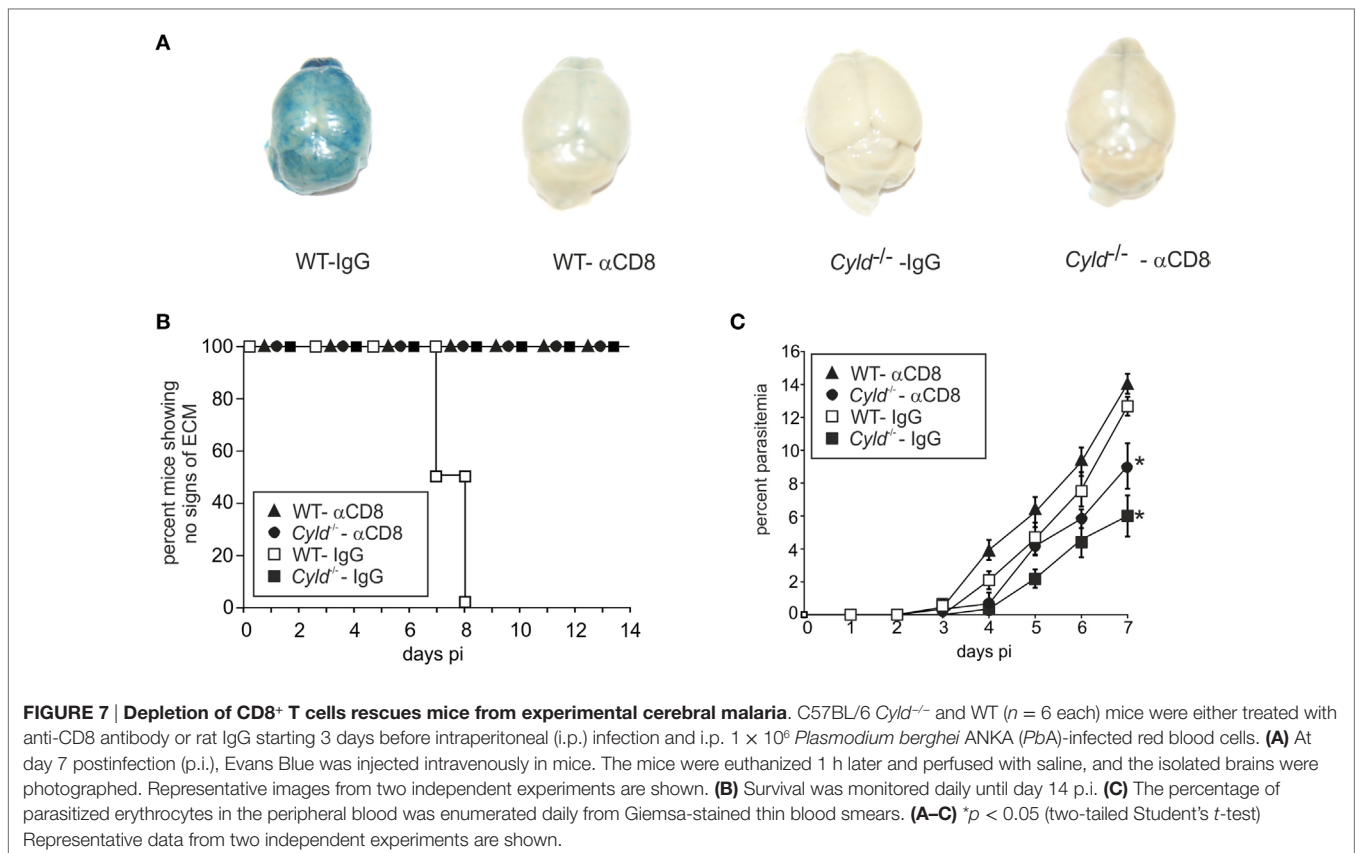 A
WT-IgG
WT- αCD8
Cyld-/- -IgG
Cyld-/- - αCD8
B
percent mice showing
no signs of ECM
100
80
60
40
20
0
▲ WT- αCD8
● Cyld-/- - αCD8
□ WT- IgG
■ Cyld-/- - IgG
0 2 4 6 8 10 12 14
days pi
C
percent parasitemia
16
14
12
10
8
6
4
2
0
▲ WT- αCD8
● Cyld-/- - αCD8
□ WT- IgG
■ Cyld-/- - IgG
*
*
0 1 2 3 4 5 6 7
days pi
FIGURE 7 | Depletion of CD8+ T cells rescues mice from experimental cerebral malaria. C57BL/6 Cyld−/− and WT (n = 6 each) mice were either treated with
anti-CD8 antibody or rat IgG starting 3 days before intraperitoneal (i.p.) infection and i.p. 1 × 10⁶ Plasmodium berghei ANKA (PbA)-infected red blood cells. (A) At
day 7 postinfection (p.i.), Evans Blue was injected intravenously in mice. The mice were euthanized 1 h later and perfused with saline, and the isolated brains were
photographed. Representative images from two independent experiments are shown. (B) Survival was monitored daily until day 14 p.i. (C) The percentage of
parasitized erythrocytes in the peripheral blood was enumerated daily from Giemsa-stained thin blood smears. (A–C) *p < 0.05 (two-tailed Student’s t-test)
Representative data from two independent experiments are shown.